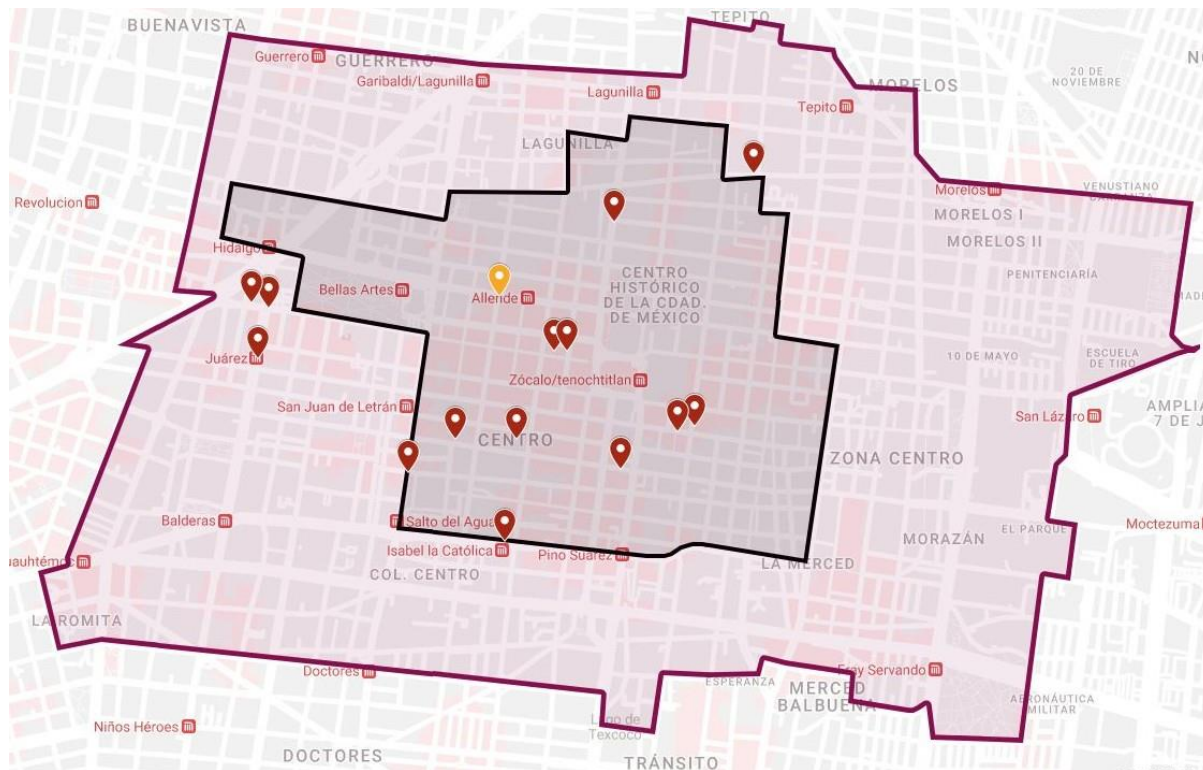 TEPITO
BUENAVISTA
Guerrero
GUERRERO
Garibaldi/Lagunilla
Lagunilla
MORELOS
20 DE
NOVIEMBRE
Tepito
LAGUNILLA
Revolucion
Morelos
VENUSTIANO
CARRANZA
MORELOS I
MORELOS II
Hidalgo
PENITENCIARÍA
CENTRO
HISTÓRICO
DE LA CDAD.
DE MÉXICO
Bellas Artes
Allende
Juárez
10 DE MAYO
ESCUELA
DE TIRO
Zócalo/tenochtitlan
San Juan de Letrán
San Lázaro
AMPLIA
7 DE J
CENTRO
ZONA CENTRO
Balderas
Salto del Agua
EL PARQUE
Moctezuma
MORAZÁN
Isabel la Católica
Pino Suárez
uauhtémoc
LA MERCED
COL. CENTRO
LA ROMITA
Doctores
Fray Servando
ESPERANZA
MERCED
BALBUENA
AERONÁUTICA
MILITAR
Niños Héroes
Lago de
Texcoco
DOCTORES
TRÁNSITO